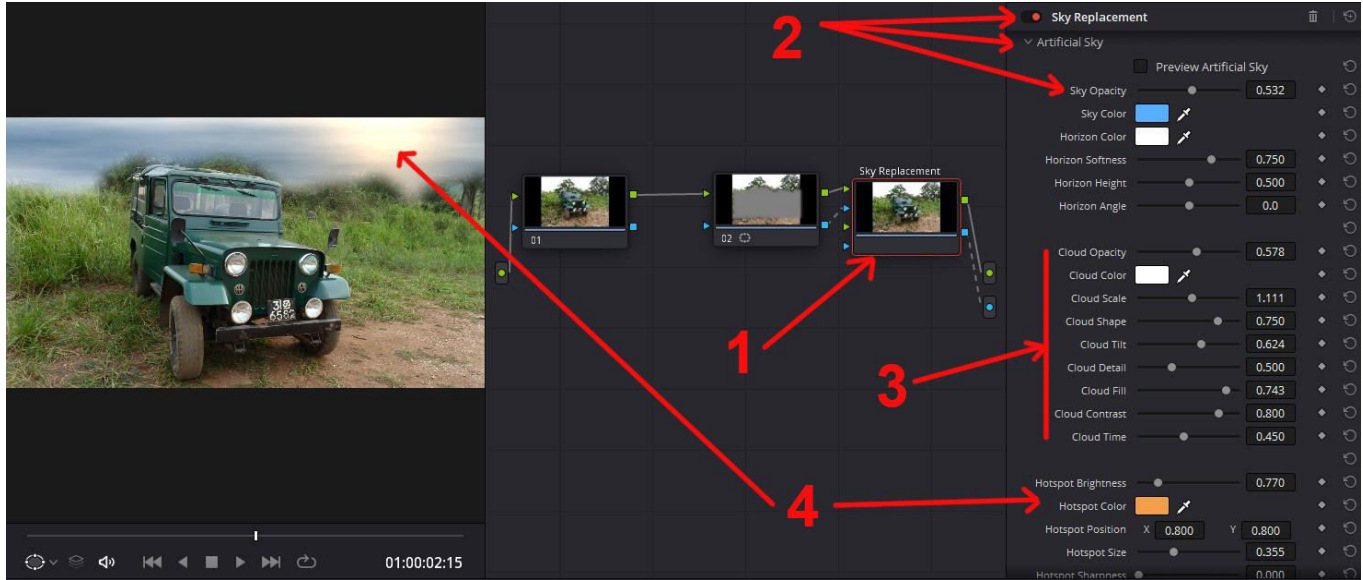 2
Sky Replacement
Artificial Sky
Preview Artificial Sky
Sky Opacity 0.532
Sky Color
Horizon Color
Horizon Softness 0.750
Horizon Height 0.500
Horizon Angle 0.0
Sky Replacement
01
02
1
3
Cloud Opacity 0.578
Cloud Color
Cloud Scale 1.111
Cloud Shape 0.750
Cloud Tilt 0.624
Cloud Detail 0.500
Cloud Fill 0.743
Cloud Contrast 0.800
Cloud Time 0.450
4
Hotspot Brightness 0.770
Hotspot Color
Hotspot Position X 0.800 Y 0.800
Hotspot Size 0.355
Hotspot Sharpness 0.000
01:00:02:15